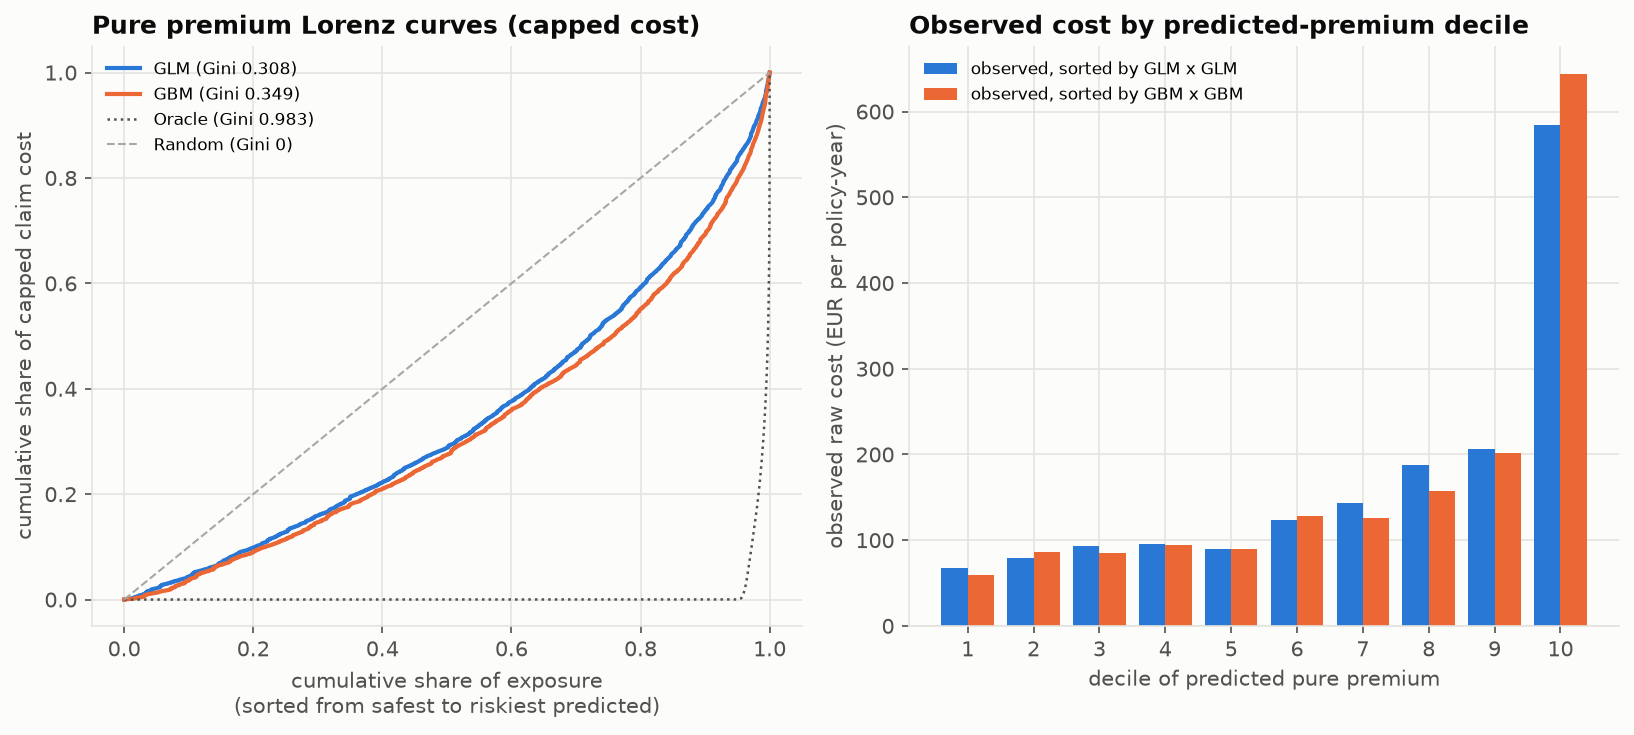 Pure premium Lorenz curves (capped cost)
GLM (Gini 0.308)
GBM (Gini 0.349)
Oracle (Gini 0.983)
Random (Gini 0)
cumulative share of capped claim cost
1.0
0.8
0.6
0.4
0.2
0.0
0.0 0.2 0.4 0.6 0.8 1.0
cumulative share of exposure
(sorted from safest to riskiest predicted)
Observed cost by predicted-premium decile
observed, sorted by GLM x GLM
observed, sorted by GBM x GBM
observed raw cost (EUR per policy-year)
600
500
400
300
200
100
0
1 2 3 4 5 6 7 8 9 10
decile of predicted pure premium